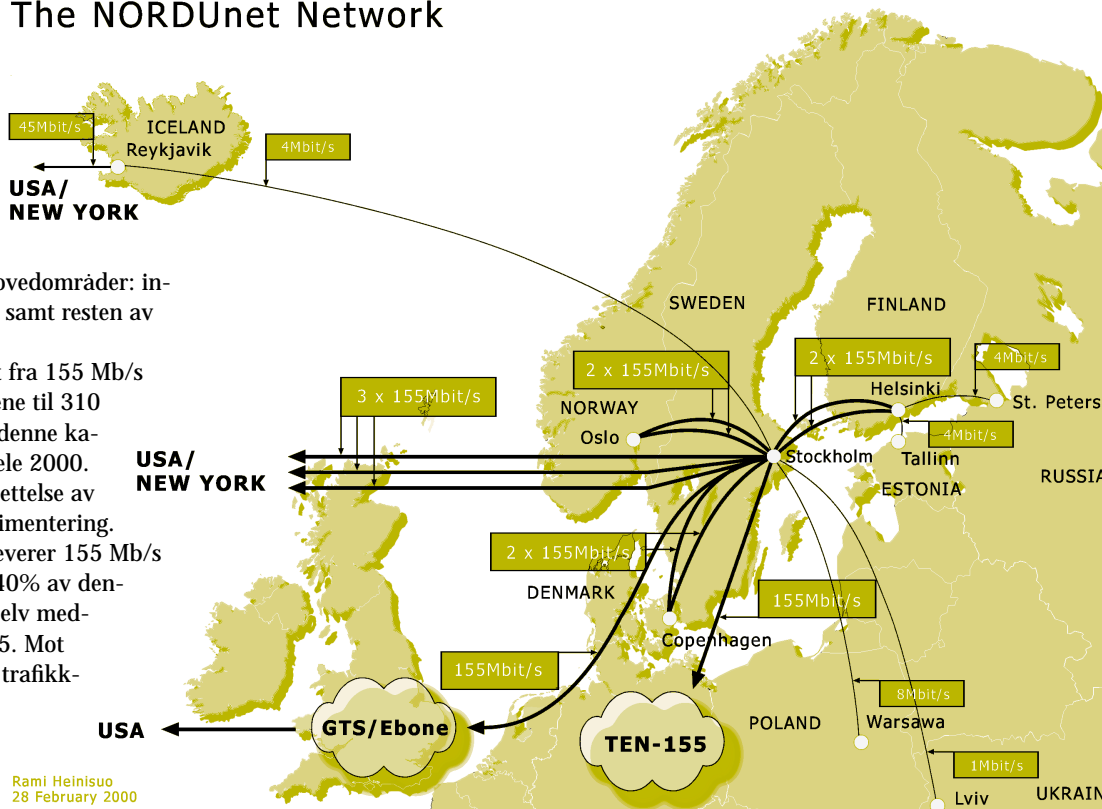 The NORDUnet Network
45Mbit/s
ICELAND
Reykjavik
4Mbit/s
USA/
NEW YORK
ovedområder: in-
samt resten av
fra 155 Mb/s
ene til 310
denne ka-
ele 2000.
ettelse av
imentering.
everer 155 Mb/s
40% av den-
elv med-
5. Mot
trafikk-
SWEDEN
FINLAND
2 x 155Mbit/s
2 x 155Mbit/s
4Mbit/s
3 x 155Mbit/s
Helsinki
St. Peters
NORWAY
Oslo
4Mbit/s
Stockholm
Tallinn
USA/
NEW YORK
ESTONIA
RUSSIA
2 x 155Mbit/s
DENMARK
155Mbit/s
Copenhagen
155Mbit/s
8Mbit/s
POLAND
Warsawa
USA
GTS/Ebone
TEN-155
1Mbit/s
Lviv
UKRAIN
Rami Heinisuo
28 February 2000